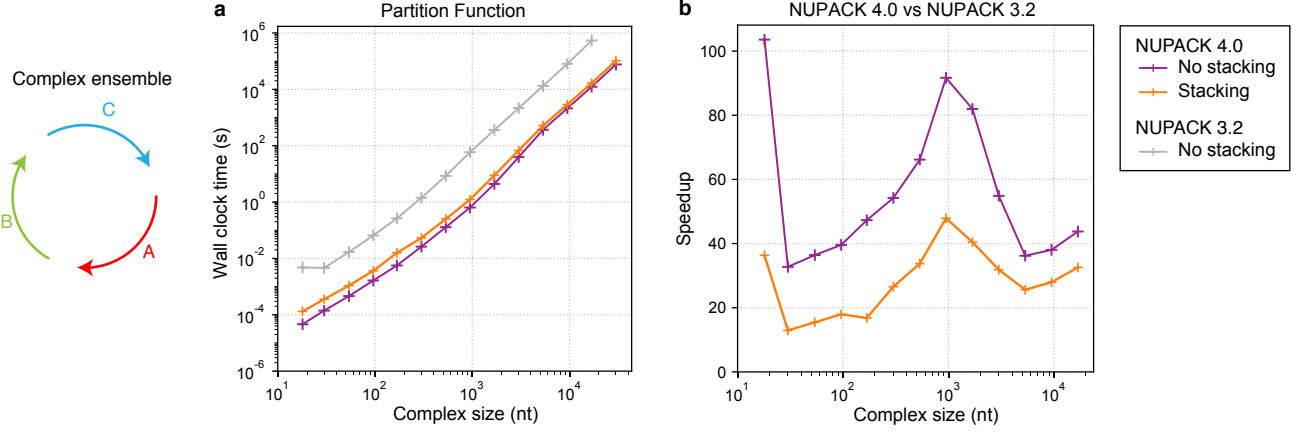 Complex ensemble
C
B
A
a
Partition Function
Wall clock time (s)
10^6
10^4
10^2
10^0
10^-2
10^-4
10^-6
10^1
10^2
10^3
10^4
Complex size (nt)
b
NUPACK 4.0 vs NUPACK 3.2
Speedup
100
80
60
40
20
0
10^1
10^2
10^3
10^4
Complex size (nt)
NUPACK 4.0
No stacking
Stacking
NUPACK 3.2
No stacking